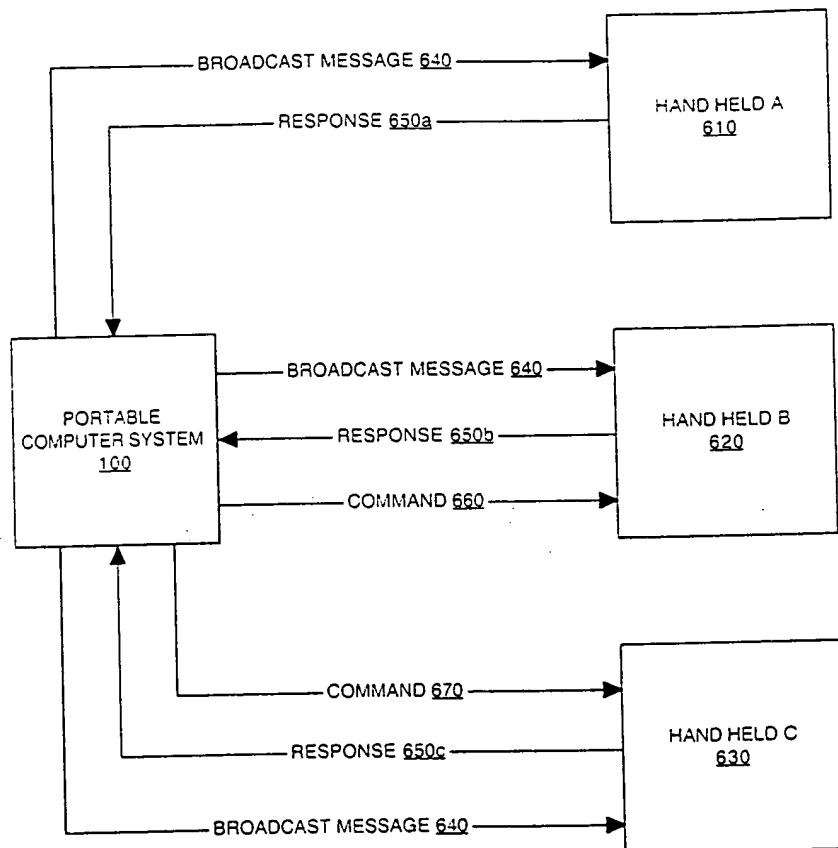 BROADCAST MESSAGE 640
HAND HELD A
610
RESPONSE 650a
BROADCAST MESSAGE 640
PORTABLE
COMPUTER SYSTEM
100
RESPONSE 650b
HAND HELD B
620
COMMAND 660
COMMAND 670
RESPONSE 650c
HAND HELD C
630
BROADCAST MESSAGE 640